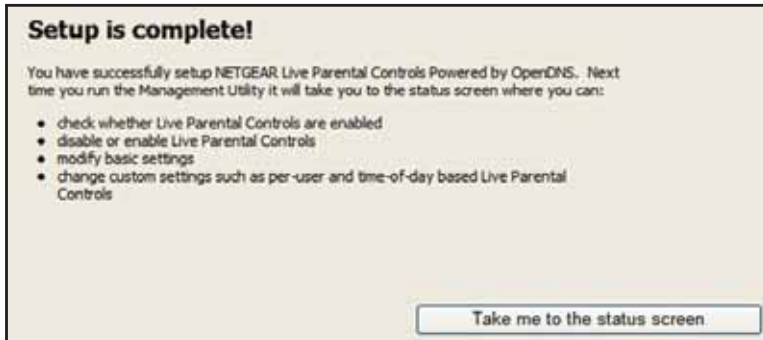 Setup is complete!
You have successfully setup NETGEAR Live Parental Controls Powered by OpenDNS. Next
time you run the Management Utility it will take you to the status screen where you can:
• check whether Live Parental Controls are enabled
• disable or enable Live Parental Controls
• modify basic settings
• change custom settings such as per-user and time-of-day based Live Parental
Controls
Take me to the status screen